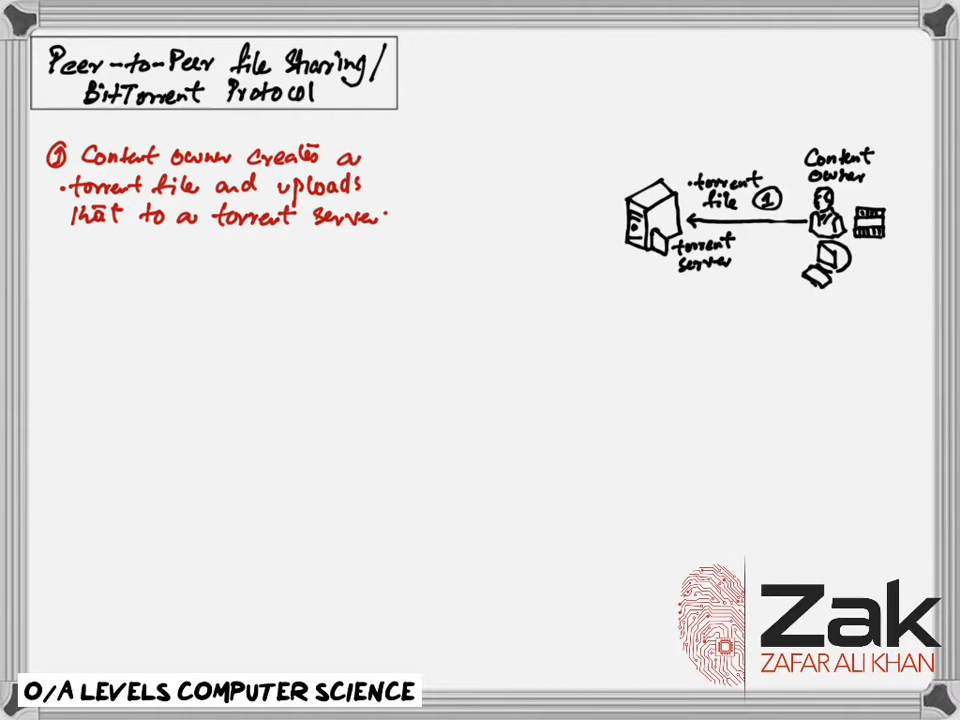 Peer-to-Peer file Sharing/
BitTorrent Protocol
① Content owner creates a
.torrent file and uploads
that to a torrent server.
Content
owner
.torrent
file ①
torrent
server
Zak
ZAFAR ALI KHAN
O/A LEVELS COMPUTER SCIENCE